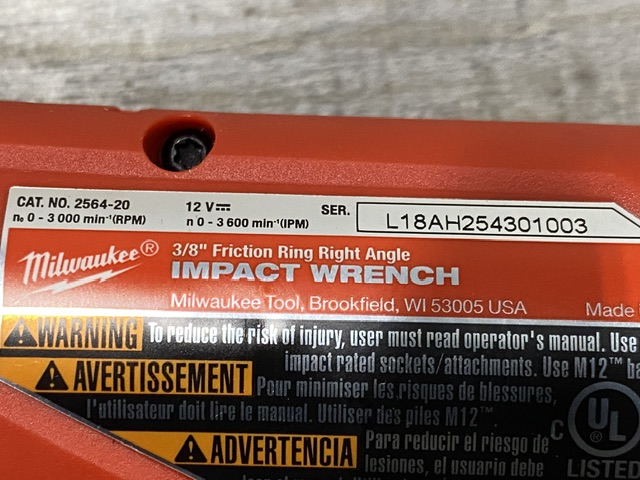 CAT. NO. 2564-20 12 V⎓ SER. L18AH254301003
n₀ 0 - 3 000 min⁻¹(RPM) n 0 - 3 600 min⁻¹(IPM)
Milwaukee®
3/8" Friction Ring Right Angle
IMPACT WRENCH
Milwaukee Tool, Brookfield, WI 53005 USA Made
WARNING To reduce the risk of injury, user must read operator's manual. Use
impact rated sockets/attachments. Use M12™ ba
AVERTISSEMENT Pour minimiser les risques de blessures,
l'utilisateur doit lire le manual. Utiliser des piles M12™.
ADVERTENCIA Para reducir el riesgo de
lesiones, el usuario debe
C UL
LISTED